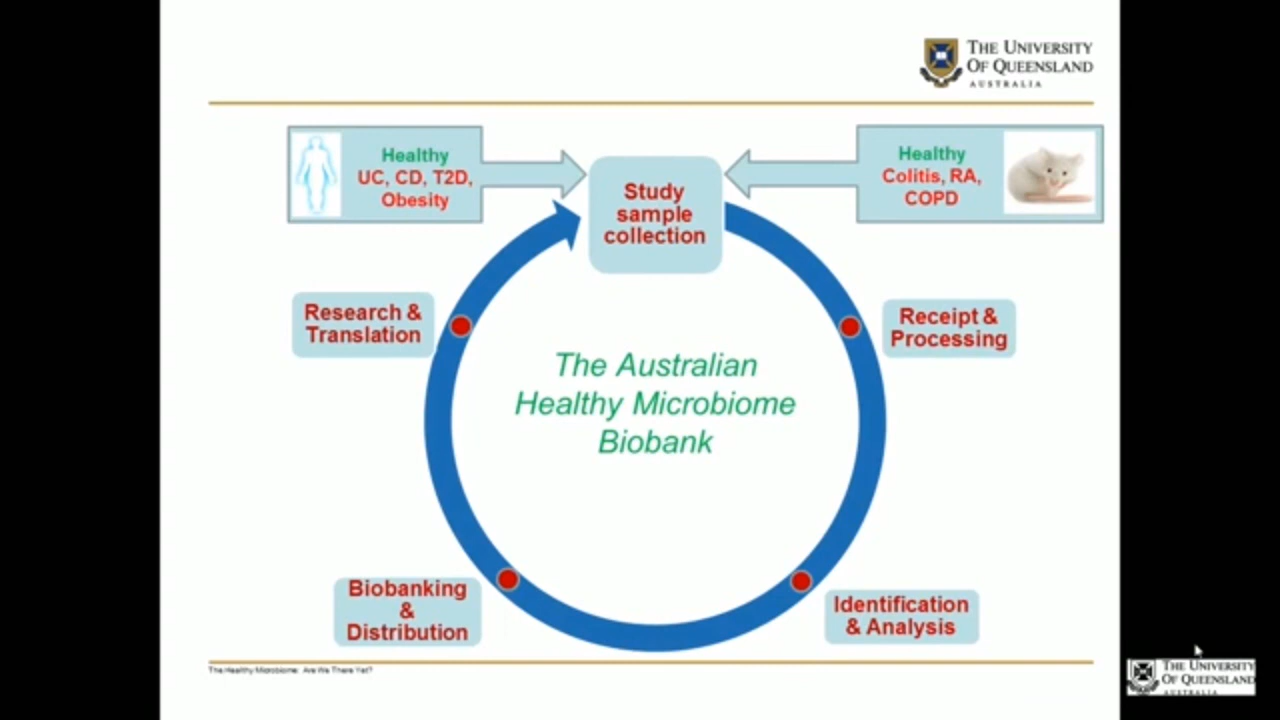 THE UNIVERSITY
OF QUEENSLAND
AUSTRALIA
Healthy
UC, CD, T2D,
Obesity
Study
sample
collection
Healthy
Colitis, RA,
COPD
Research &
Translation
Receipt &
Processing
The Australian
Healthy Microbiome
Biobank
Biobanking
&
Distribution
Identification
& Analysis
The Healthy Microbiome: Are We There Yet?
THE UNIVERSITY
OF QUEENSLAND
AUSTRALIA